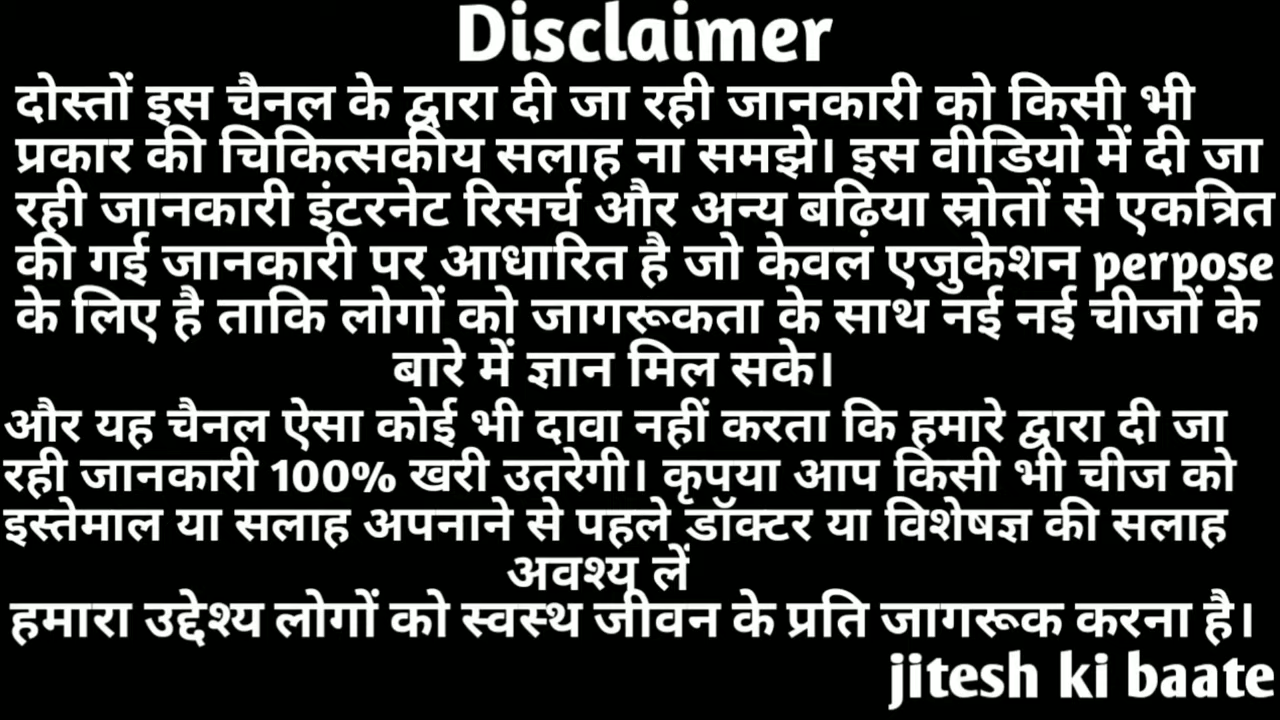 Disclaimer
दोस्तों इस चैनल के द्वारा दी जा रही जानकारी को किसी भी
प्रकार की चिकित्सकीय सलाह ना समझे। इस वीडियो में दी जा
रही जानकारी इंटरनेट रिसर्च और अन्य बढ़िया स्रोतों से एकत्रित
की गई जानकारी पर आधारित है जो केवल एजुकेशन perpose
के लिए है ताकि लोगों को जागरूकता के साथ नई नई चीजों के
बारे में ज्ञान मिल सके।
और यह चैनल ऐसा कोई भी दावा नहीं करता कि हमारे द्वारा दी जा
रही जानकारी 100% खरी उतरेगी। कृपया आप किसी भी चीज को
इस्तेमाल या सलाह अपनाने से पहले डॉक्टर या विशेषज्ञ की सलाह
अवश्य लें
हमारा उद्देश्य लोगों को स्वस्थ जीवन के प्रति जागरूक करना है।
jitesh ki baate